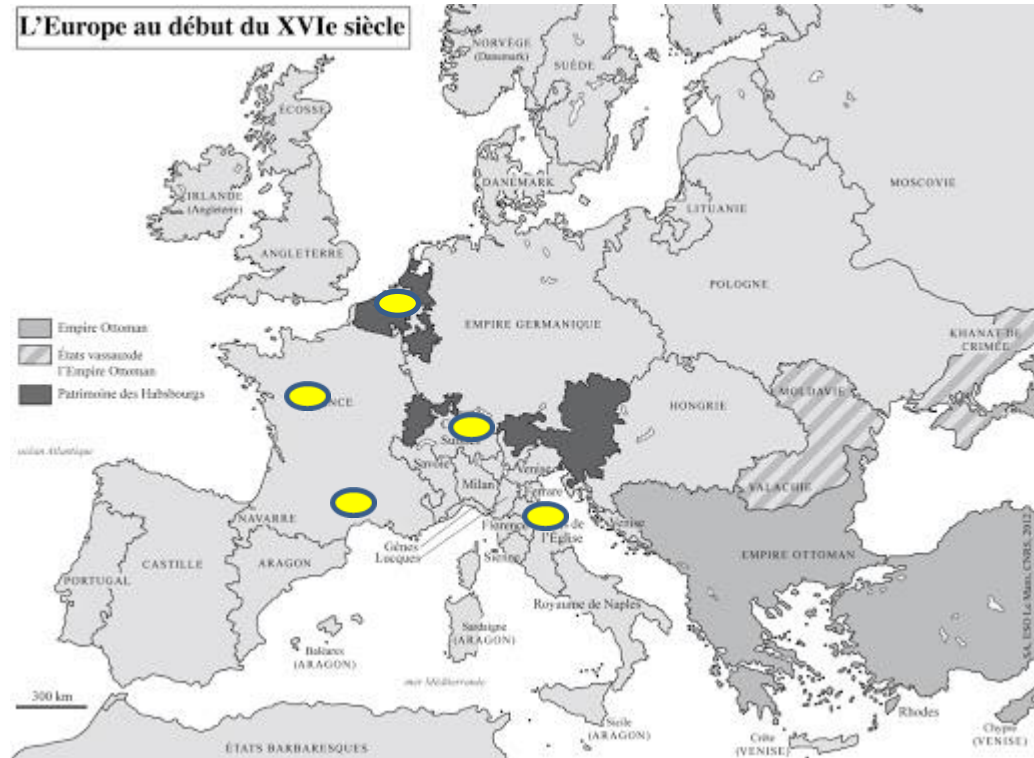 L'Europe au début du XVIe siècle
NORVÈGE
(Danemark)
SUÈDE
ÉCOSSE
DANEMARK
MOSCOVIE
IRLANDE
(Angleterre)
LITUANIE
ANGLETERRE
POLOGNE
EMPIRE GERMANIQUE
Empire Ottoman
États vassauxde
l'Empire Ottoman
Patrimoine des Habsbourgs
KHANAT DE
CRIMÉE
MOLDAVIE
HONGRIE
océan Atlantique
Savoie
Milan
Venise
Ferrare
VALACHIE
NAVARRE
Florence
Venise
l'Église
Gênes
Lucques
Sienne
EMPIRE OTTOMAN
PORTUGAL
CASTILLE
ARAGON
Royaume de Naples
Sardaigne
(ARAGON)
Baléares
(ARAGON)
mer Méditerranée
300 km
Sicile
(ARAGON)
Rhodes
Crète
(VENISE)
Chypre
(VENISE)
ÉTATS BARBARESQUES